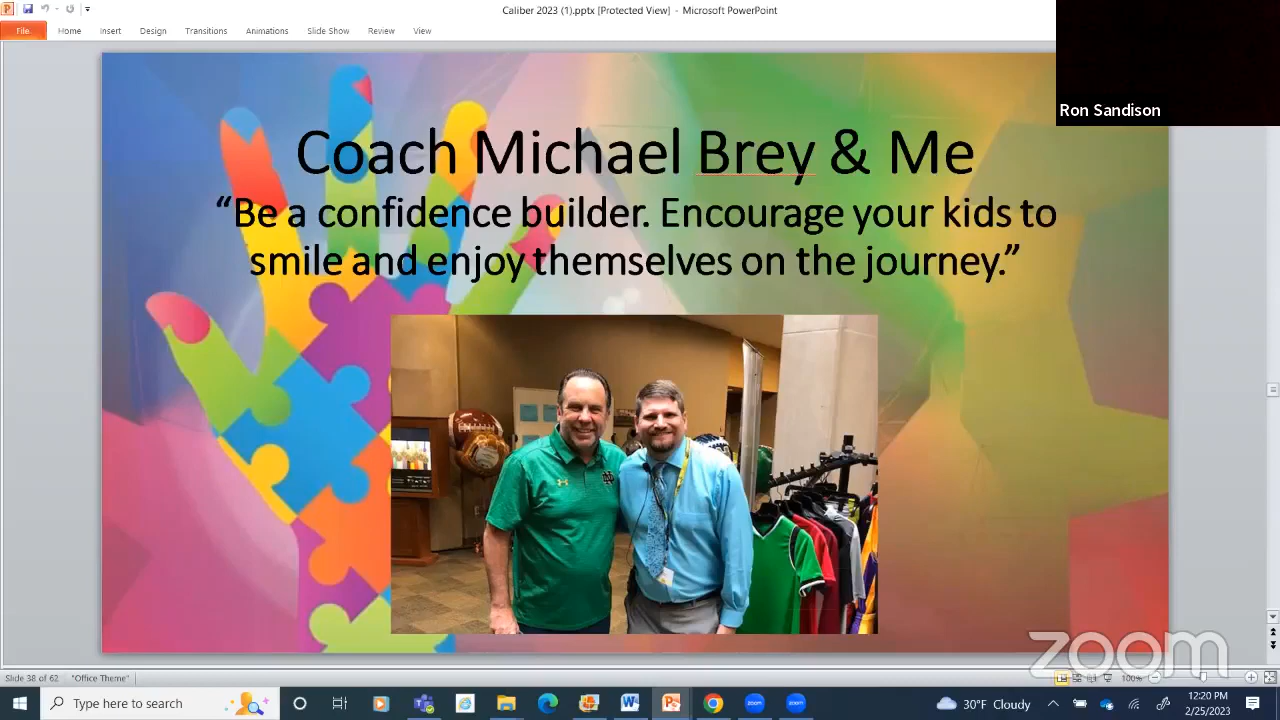 Caliber 2023 (1).pptx [Protected View] - Microsoft PowerPoint
File
Home
Insert
Design
Transitions
Animations
Slide Show
Review
View
Ron Sandison
Coach Michael Brey & Me
“Be a confidence builder. Encourage your kids to
smile and enjoy themselves on the journey.”
zoom
Slide 38 of 62
"Office Theme"
100%
Type here to search
zoom
zoom
30°F Cloudy
12:20 PM
2/25/2023